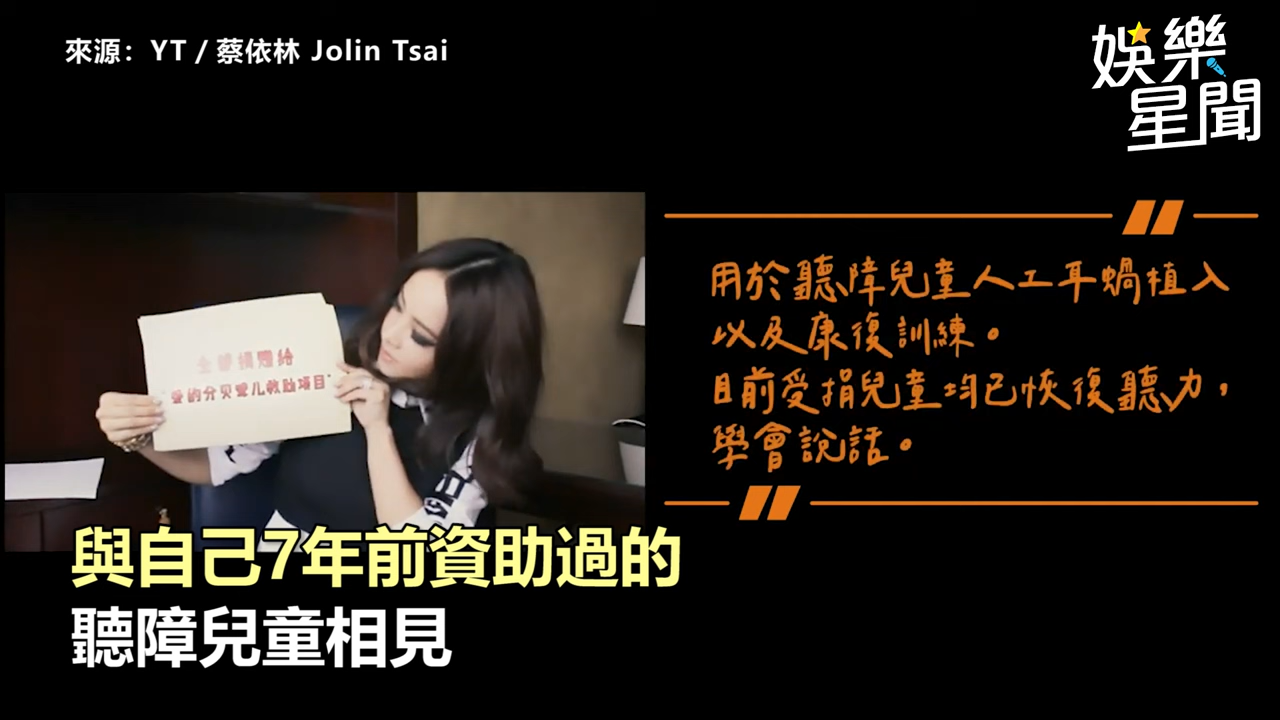 來源：YT / 蔡依林 Jolin Tsai
娛樂
星聞
全部捐赠给
"爱的分贝聋儿救助项目"
用於聽障兒童人工耳蝸植入
以及康復訓練。
目前受捐兒童均已恢復聽力，
學會說話。
與自己7年前資助過的
聽障兒童相見